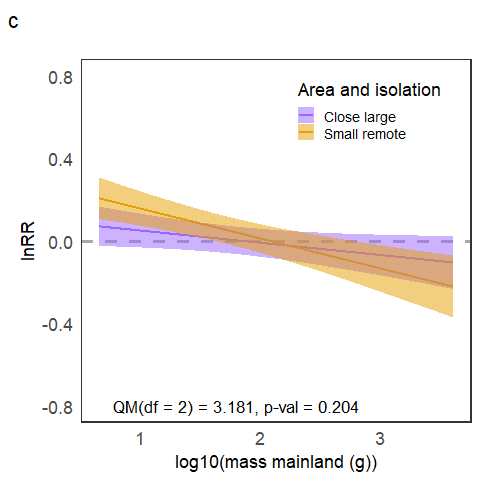 c
0.8
0.4
0.0
-0.4
-0.8
lnRR
Area and isolation
Close large
Small remote
QM(df = 2) = 3.181, p-val = 0.204
1
2
3
log10(mass mainland (g))